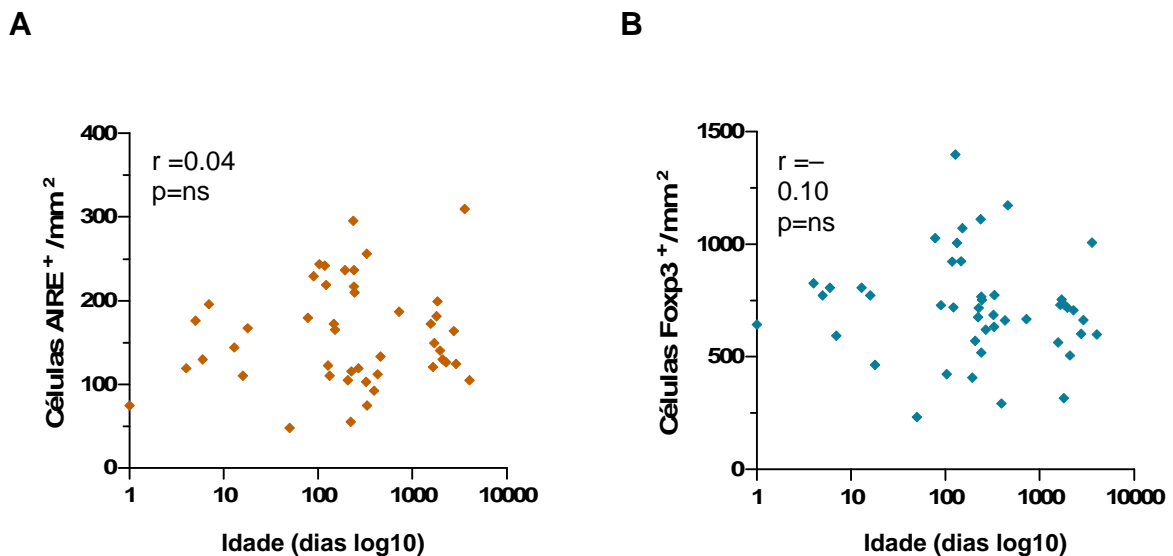 A
Células AIRE⁺/mm²
400
300
200
100
0
r =0.04
p=ns
1 10 100 1000 10000
Idade (dias log10)
B
Células Foxp3⁺/mm²
1500
1000
500
0
r =–
0.10
p=ns
1 10 100 1000 10000
Idade (dias log10)